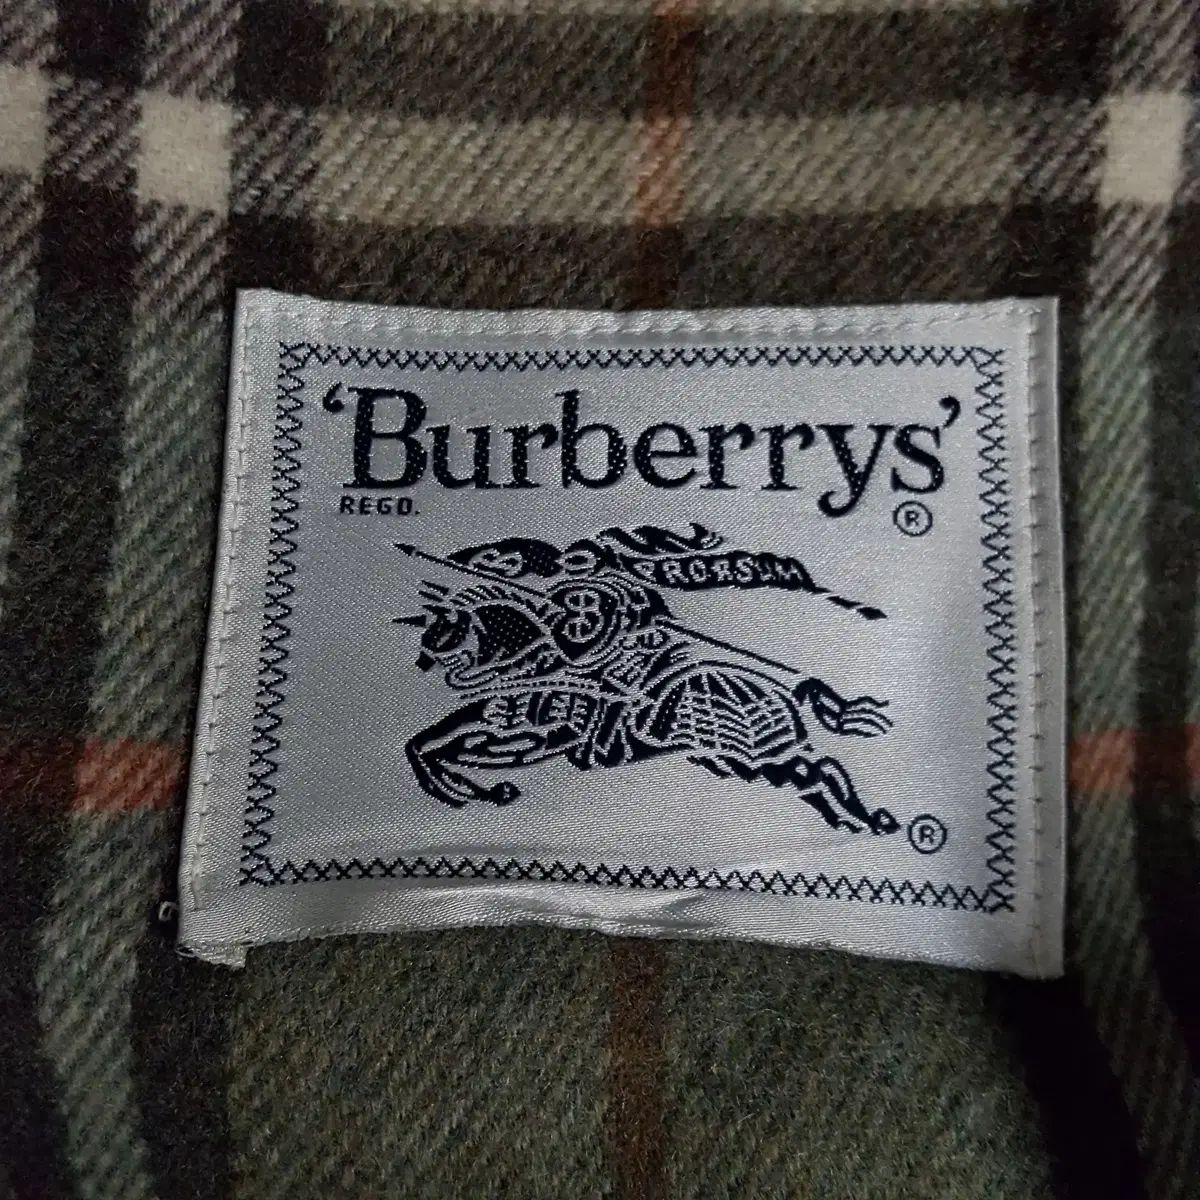 ‘Burberrys’
REGD.
®
PRORSUM
B
®